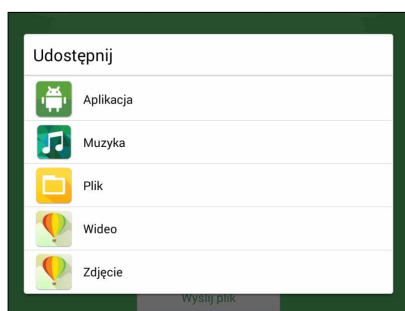 Udostępnij
Aplikacja
Muzyka
Plik
Wideo
Zdjęcie
Wyślij plik